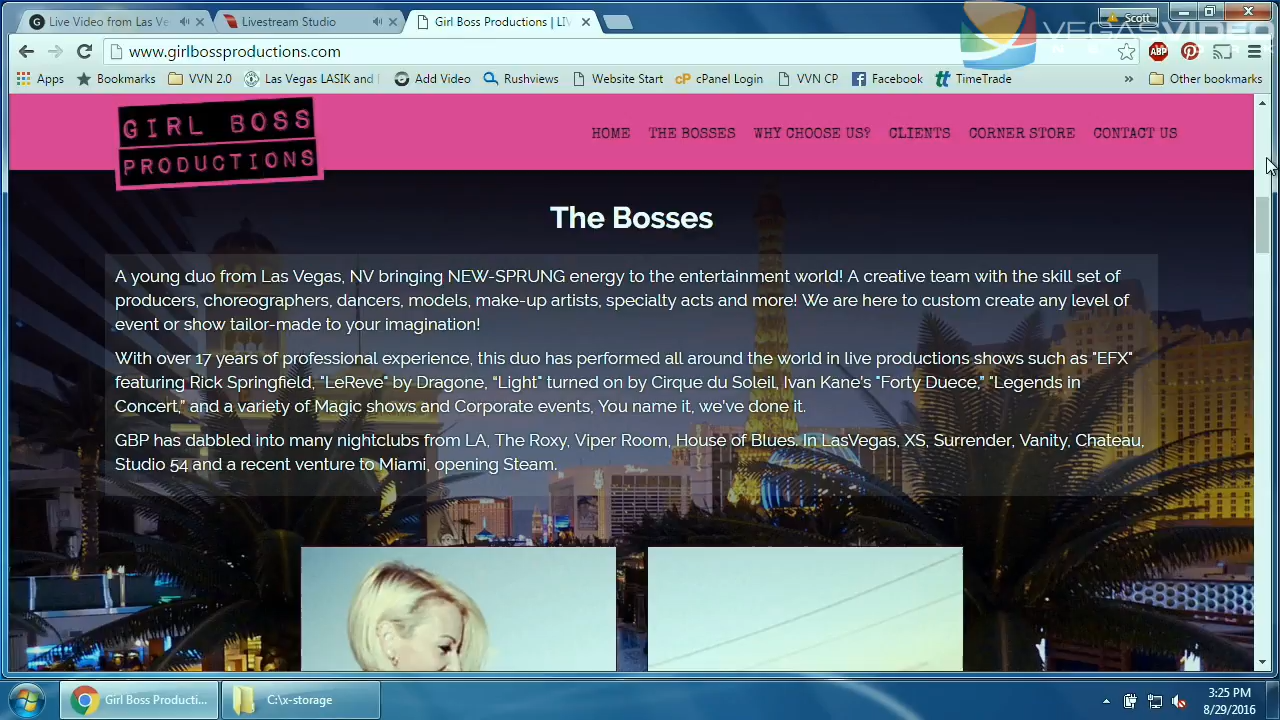 Live Video from Las Ve
Livestream Studio
Girl Boss Productions | LIV
Scott
VEGAS VIDEO
www.girlbossproductions.com
ABP
Apps
Bookmarks
VVN 2.0
Las Vegas LASIK and
Add Video
Rushviews
Website Start
cP cPanel Login
VVN CP
Facebook
tt TimeTrade
»
Other bookmarks
GIRL BOSS
PRODUCTIONS
HOME THE BOSSES WHY CHOOSE US? CLIENTS CORNER STORE CONTACT US
The Bosses
A young duo from Las Vegas, NV bringing NEW-SPRUNG energy to the entertainment world! A creative team with the skill set of
producers, choreographers, dancers, models, make-up artists, specialty acts and more! We are here to custom create any level of
event or show tailor-made to your imagination!
With over 17 years of professional experience, this duo has performed all around the world in live productions shows such as "EFX"
featuring Rick Springfield, "LeReve" by Dragone, "Light" turned on by Cirque du Soleil, Ivan Kane's "Forty Duece," "Legends in
Concert," and a variety of Magic shows and Corporate events, You name it, we've done it.
GBP has dabbled into many nightclubs from LA, The Roxy, Viper Room, House of Blues. In LasVegas, XS, Surrender, Vanity, Chateau,
Studio 54 and a recent venture to Miami, opening Steam.
Girl Boss Producti...
C:\x-storage
3:25 PM
8/29/2016